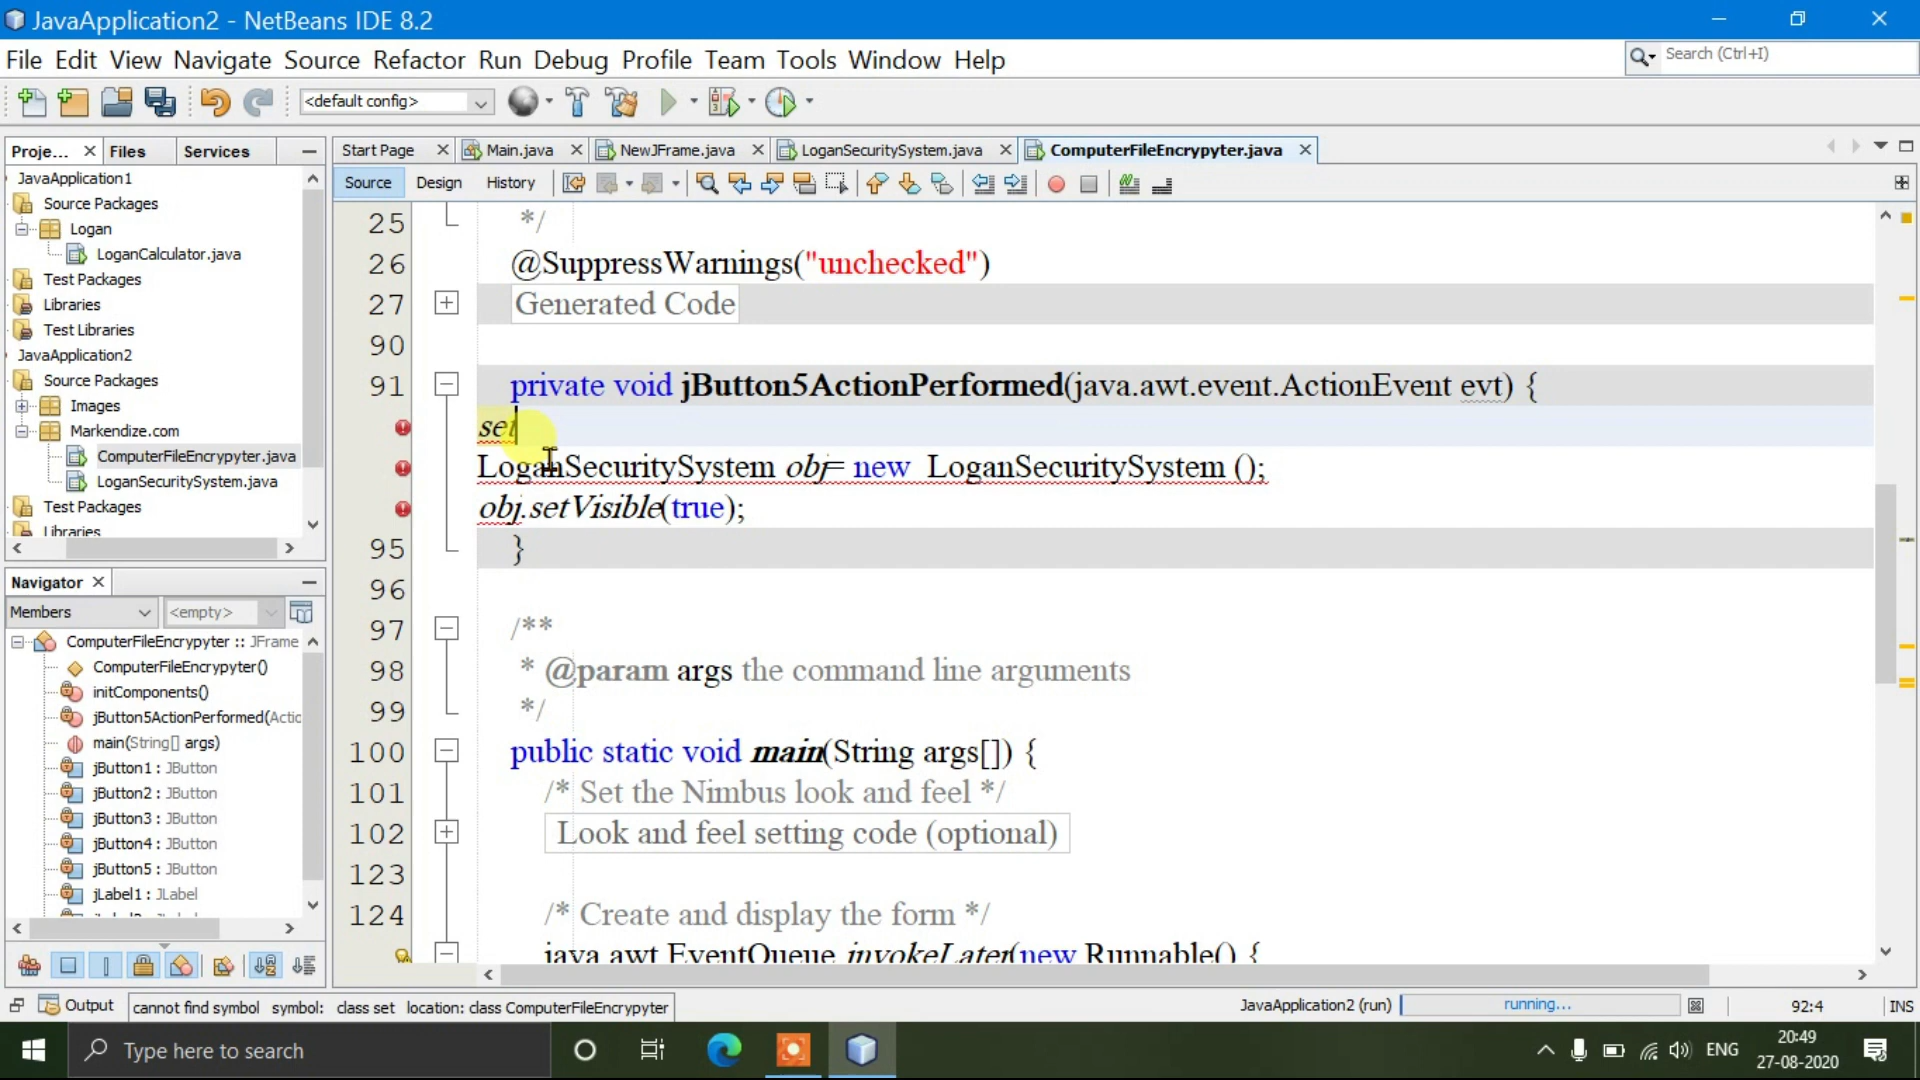 JavaApplication2 - NetBeans IDE 8.2
File Edit View Navigate Source Refactor Run Debug Profile Team Tools Window Help
Search (Ctrl+I)
<default config>
Proje... Files Services
Start Page Main.java NewJFrame.java LoganSecuritySystem.java ComputerFileEncrypyter.java
Source Design History
JavaApplication1
Source Packages
Logan
LoganCalculator.java
Test Packages
Libraries
Test Libraries
JavaApplication2
Source Packages
Images
Markendize.com
ComputerFileEncrypyter.java
LoganSecuritySystem.java
Test Packages
Libraries
Navigator
Members <empty>
ComputerFileEncrypyter :: JFrame
ComputerFileEncrypyter()
initComponents()
jButton5ActionPerformed(Actio
main(String[] args)
jButton1 : JButton
jButton2 : JButton
jButton3 : JButton
jButton4 : JButton
jButton5 : JButton
jLabel1 : JLabel
25 */
26 @SuppressWarnings("unchecked")
27 Generated Code
90
91 private void jButton5ActionPerformed(java.awt.event.ActionEvent evt) {
set
LoganSecuritySystem obj= new LoganSecuritySystem ();
obj.setVisible(true);
95 }
96
97 /**
98 * @param args the command line arguments
99 */
100 public static void main(String args[]) {
101 /* Set the Nimbus look and feel */
102 Look and feel setting code (optional)
123
124 /* Create and display the form */
java.awt.EventQueue.invokeLater(new Runnable() {
Output cannot find symbol symbol: class set location: class ComputerFileEncrypyter
JavaApplication2 (run) running... 92:4 INS
Type here to search
ENG
20:49
27-08-2020